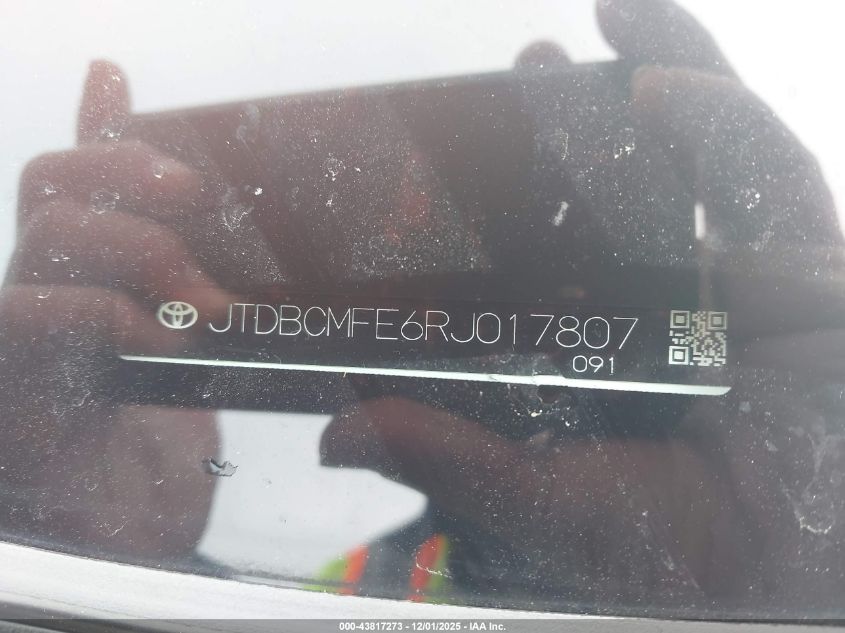 JTDBCMFE6RJ017807
091
000-43817273 - 12/01/2025 - IAA Inc.